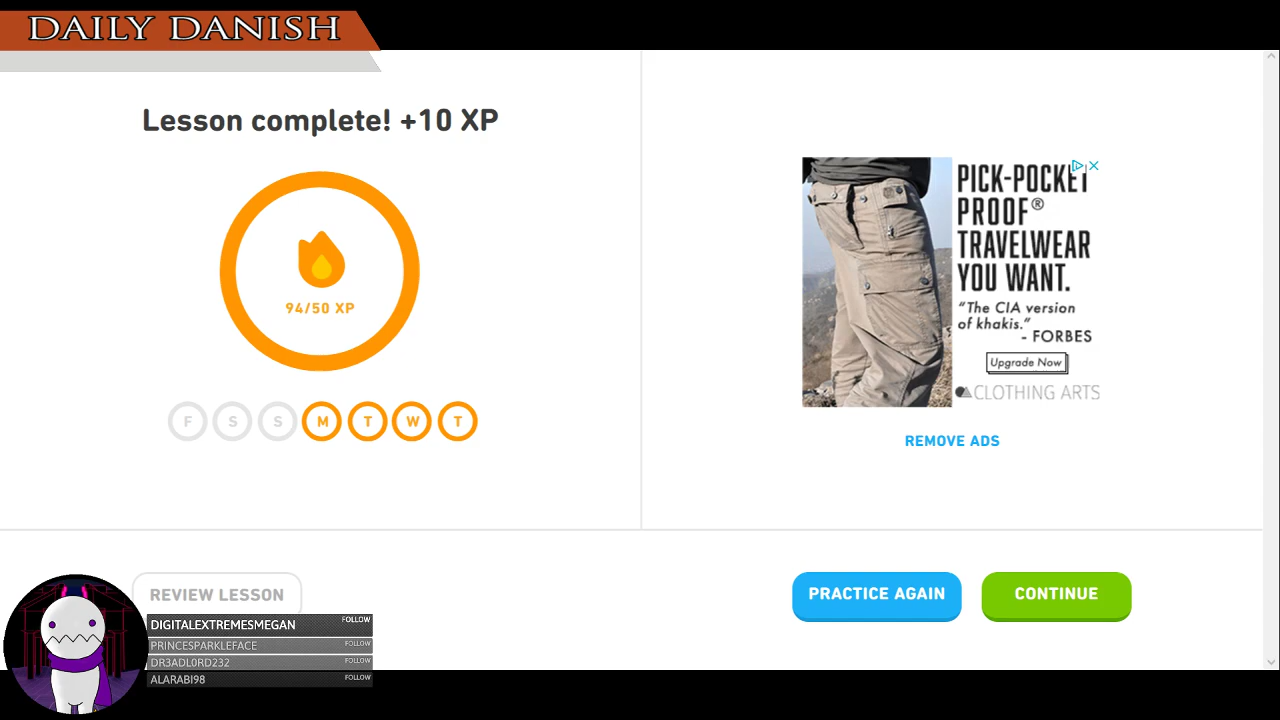 DAILY DANISH
Lesson complete! +10 XP
94/50 XP
F S S M T W T
PICK-POCKET
PROOF®
TRAVELWEAR
YOU WANT.
"The CIA version
of khakis."
- FORBES
Upgrade Now
CLOTHING ARTS
REMOVE ADS
REVIEW LESSON
PRACTICE AGAIN
CONTINUE
DIGITALEXTREMESMEGAN FOLLOW
PRINCESPARKLEFACE FOLLOW
DR3ADL0RD232 FOLLOW
ALARABI98 FOLLOW